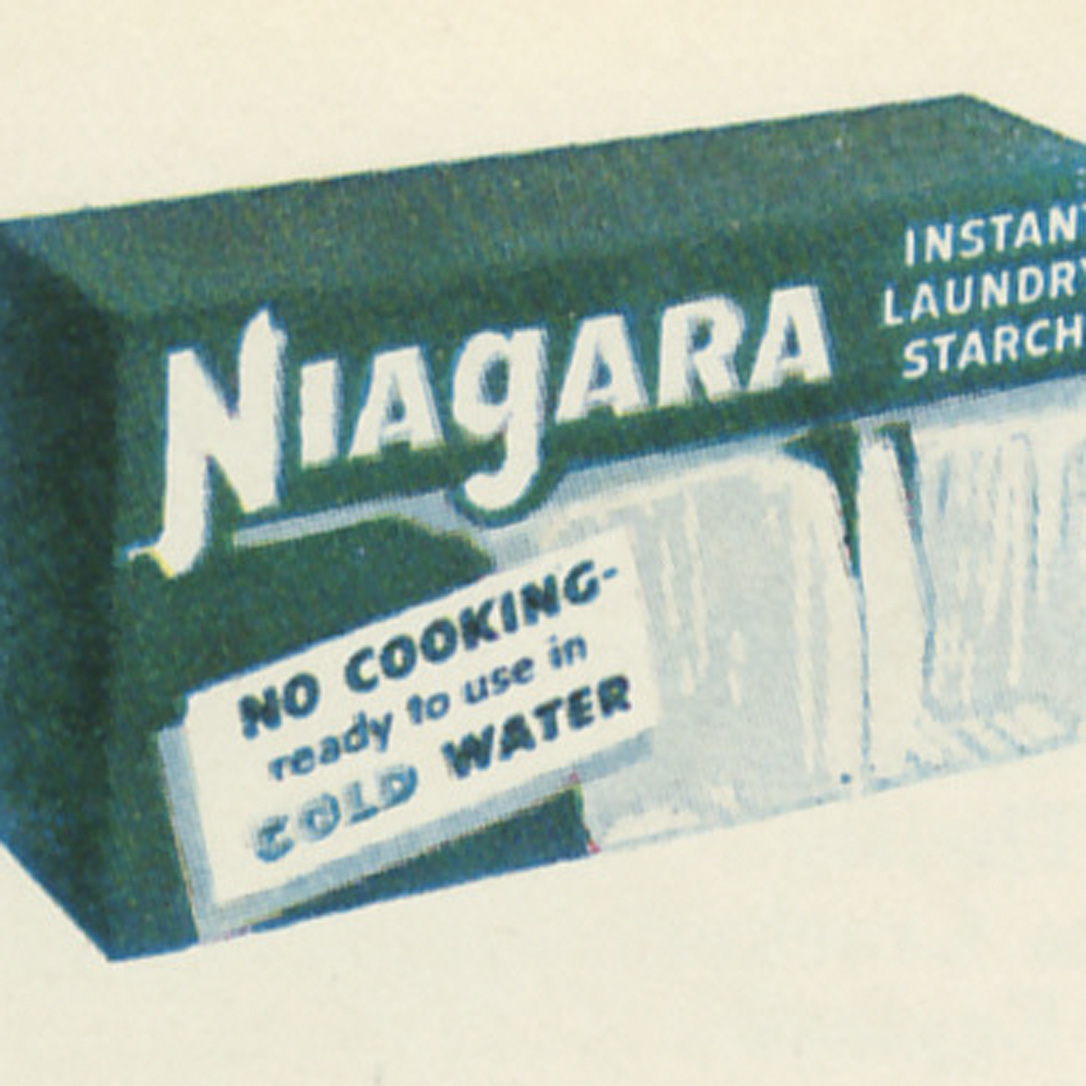 NIAgARA
INSTANT
LAUNDRY
STARCH
NO COOKING-
ready to use in
COLD WATER